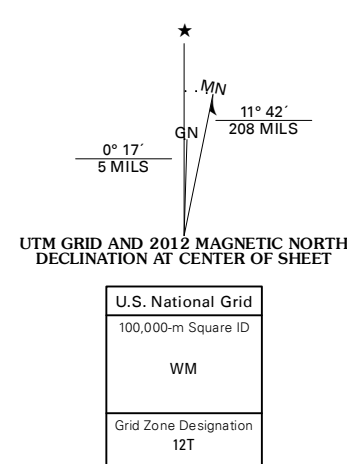 ★
MN
GN
11° 42´
208 MILS
0° 17´
5 MILS
UTM GRID AND 2012 MAGNETIC NORTH
DECLINATION AT CENTER OF SHEET
U.S. National Grid
100,000-m Square ID
WM
Grid Zone Designation
12T